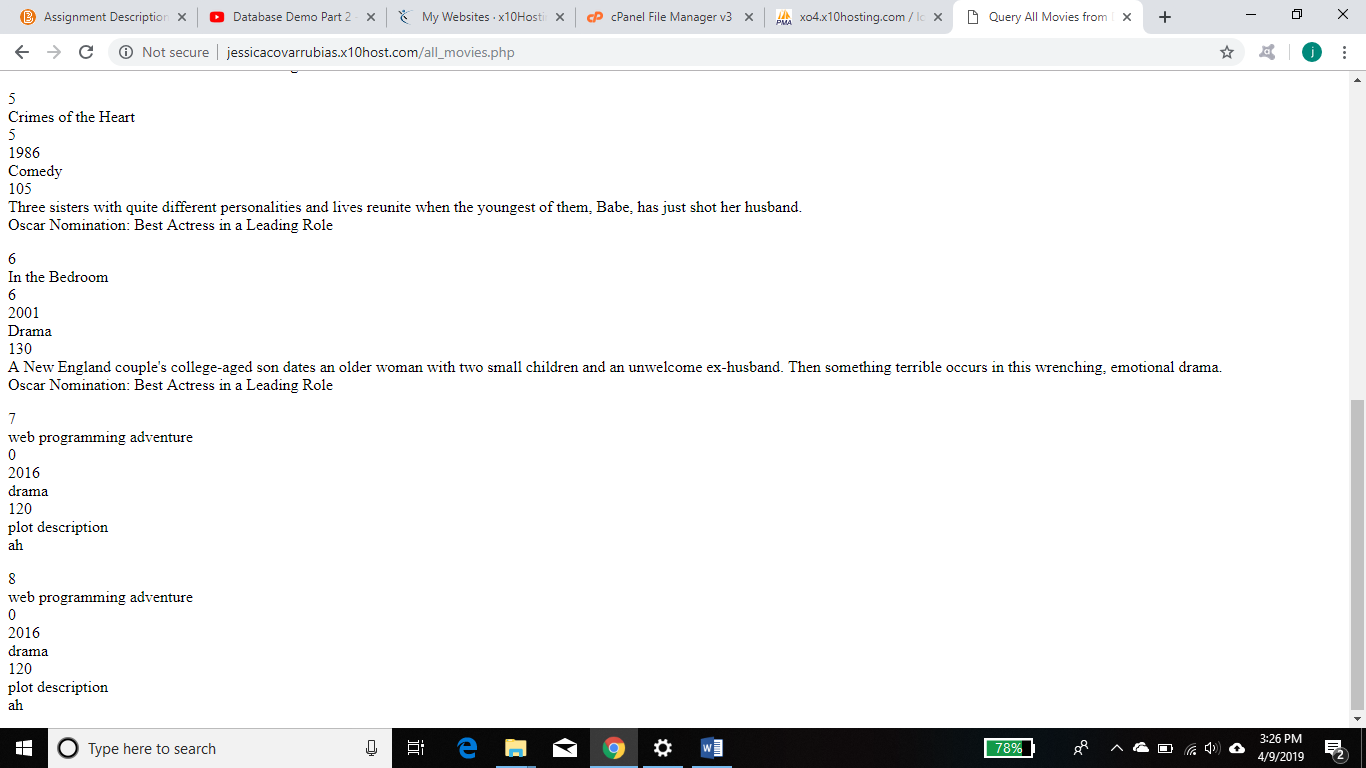 Assignment Description
Database Demo Part 2
My Websites · x10Hosti
cPanel File Manager v3
PMA
xo4.x10hosting.com / lo
Query All Movies from
Not secure
jessicacovarrubias.x10host.com/all_movies.php
j
5
Crimes of the Heart
5
1986
Comedy
105
Three sisters with quite different personalities and lives reunite when the youngest of them, Babe, has just shot her husband.
Oscar Nomination: Best Actress in a Leading Role
6
In the Bedroom
6
2001
Drama
130
A New England couple's college-aged son dates an older woman with two small children and an unwelcome ex-husband. Then something terrible occurs in this wrenching, emotional drama.
Oscar Nomination: Best Actress in a Leading Role
7
web programming adventure
0
2016
drama
120
plot description
ah
8
web programming adventure
0
2016
drama
120
plot description
ah
Type here to search
78%
3:26 PM
4/9/2019
2